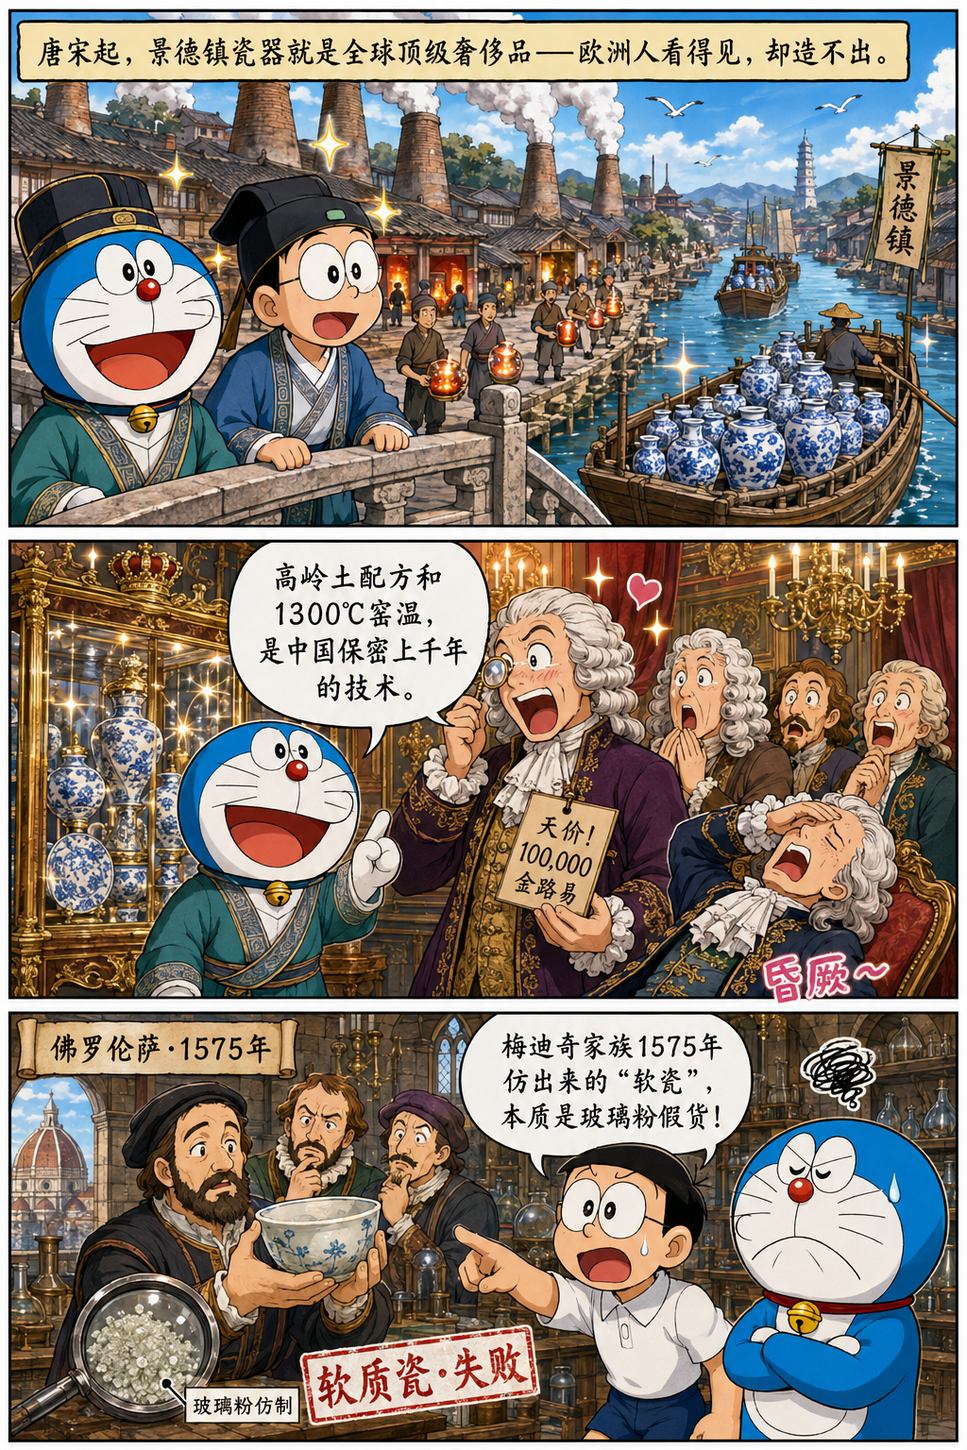 唐宋起，景德镇瓷器就是全球顶级奢侈品——欧洲人看得见，却造不出。
景德镇
高岭土配方和
1300℃窑温，
是中国保密上千年
的技术。
天价！
100,000
金路易
昏厥～
佛罗伦萨·1575年
梅迪奇家族1575年
仿出来的“软瓷”，
本质是玻璃粉假货！
软质瓷·失败
玻璃粉仿制